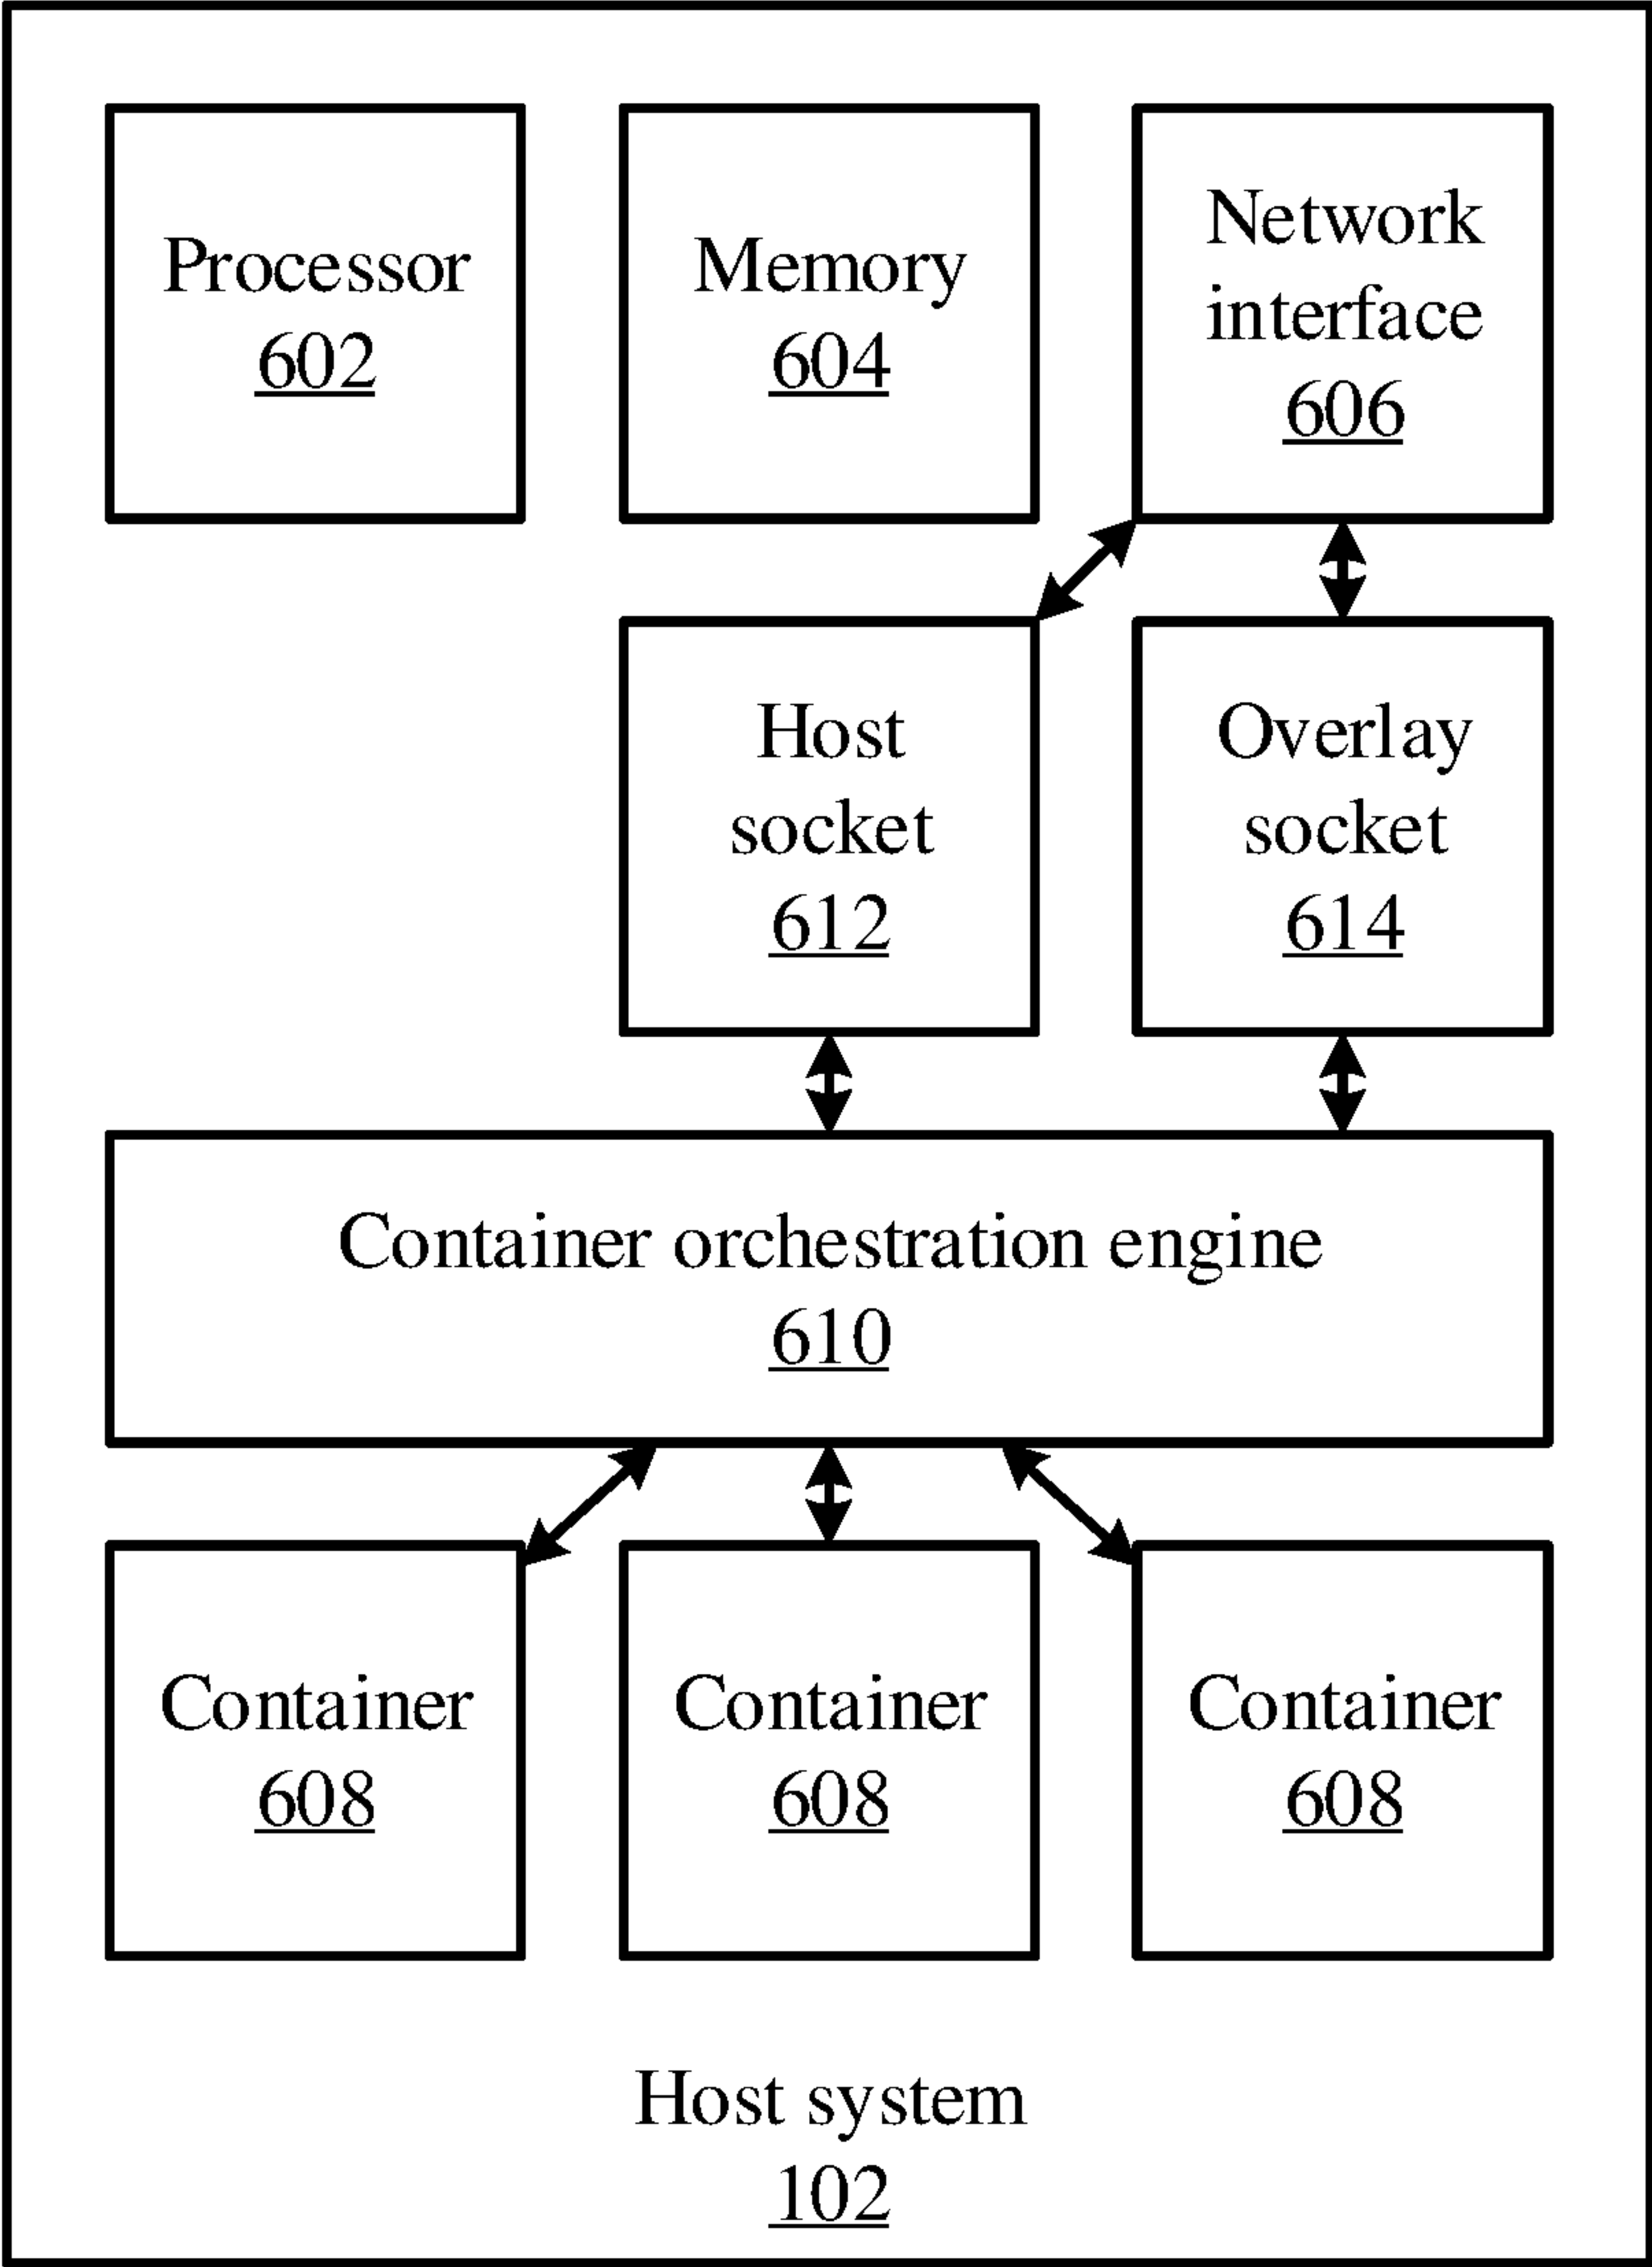 Processor
602
Memory
604
Network
interface
606
Host
socket
612
Overlay
socket
614
Container orchestration engine
610
Container
608
Container
608
Container
608
Host system
102